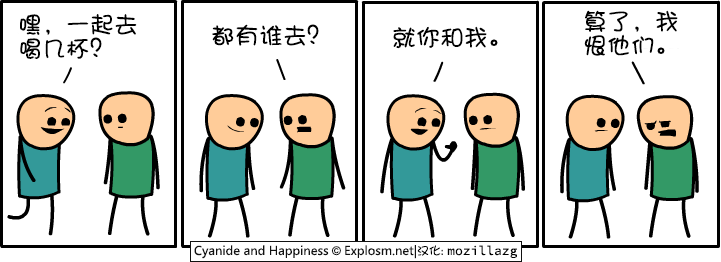 嘿，一起去
喝几杯？
都有谁去？
就你和我。
算了，我
恨他们。
Cyanide and Happiness © Explosm.net|汉化: mozillazg